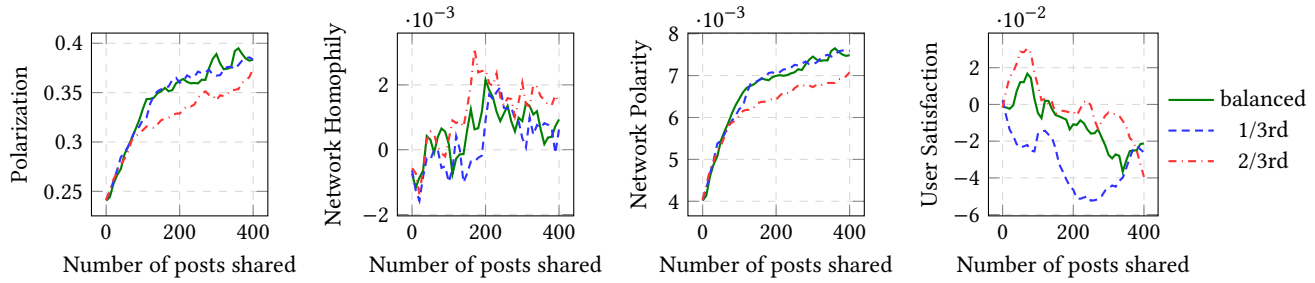 Polarization
0.4
0.35
0.3
0.25
0 200 400
Number of posts shared
Network Homophily
·10⁻³
2
0
−2
0 200 400
Number of posts shared
Network Polarity
·10⁻³
8
7
6
5
4
0 200 400
Number of posts shared
User Satisfaction
·10⁻²
2
0
−2
−4
−6
0 200 400
Number of posts shared
balanced
1/3rd
2/3rd